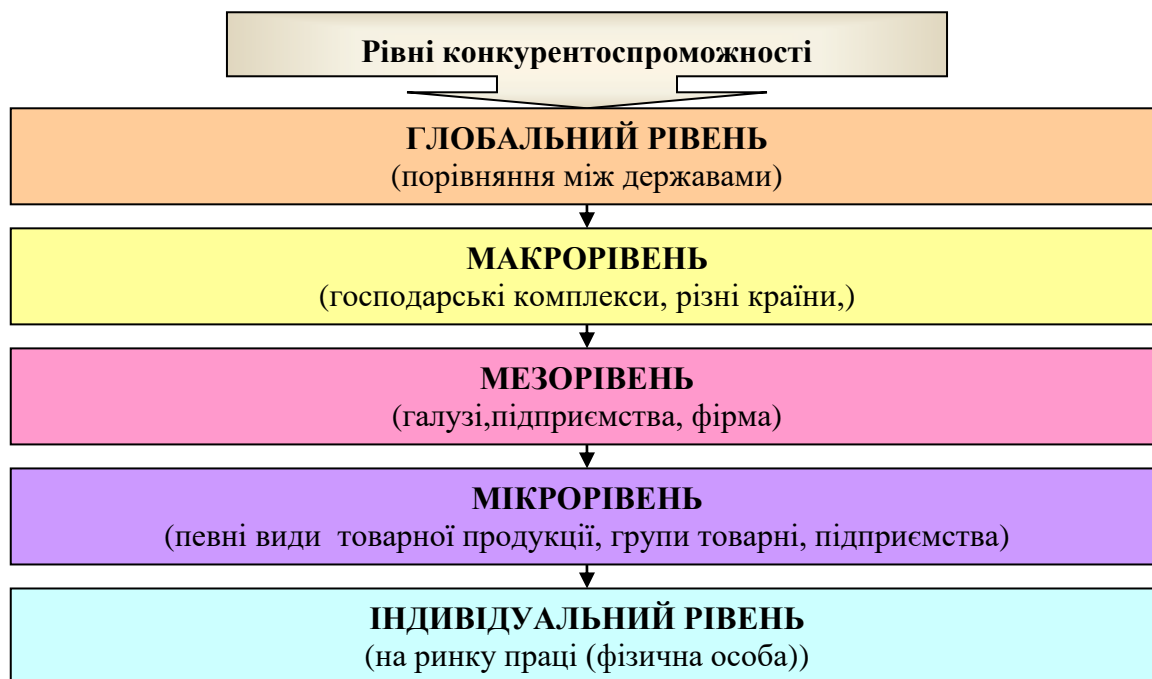 Рівні конкурентоспроможності
ГЛОБАЛЬНИЙ РІВЕНЬ
(порівняння між державами)
МАКРОРІВЕНЬ
(господарські комплекси, різні країни,)
МЕЗОРІВЕНЬ
(галузі,підприємства, фірма)
МІКРОРІВЕНЬ
(певні види  товарної продукції, групи товарні, підприємства)
ІНДИВІДУАЛЬНИЙ РІВЕНЬ
(на ринку праці (фізична особа))